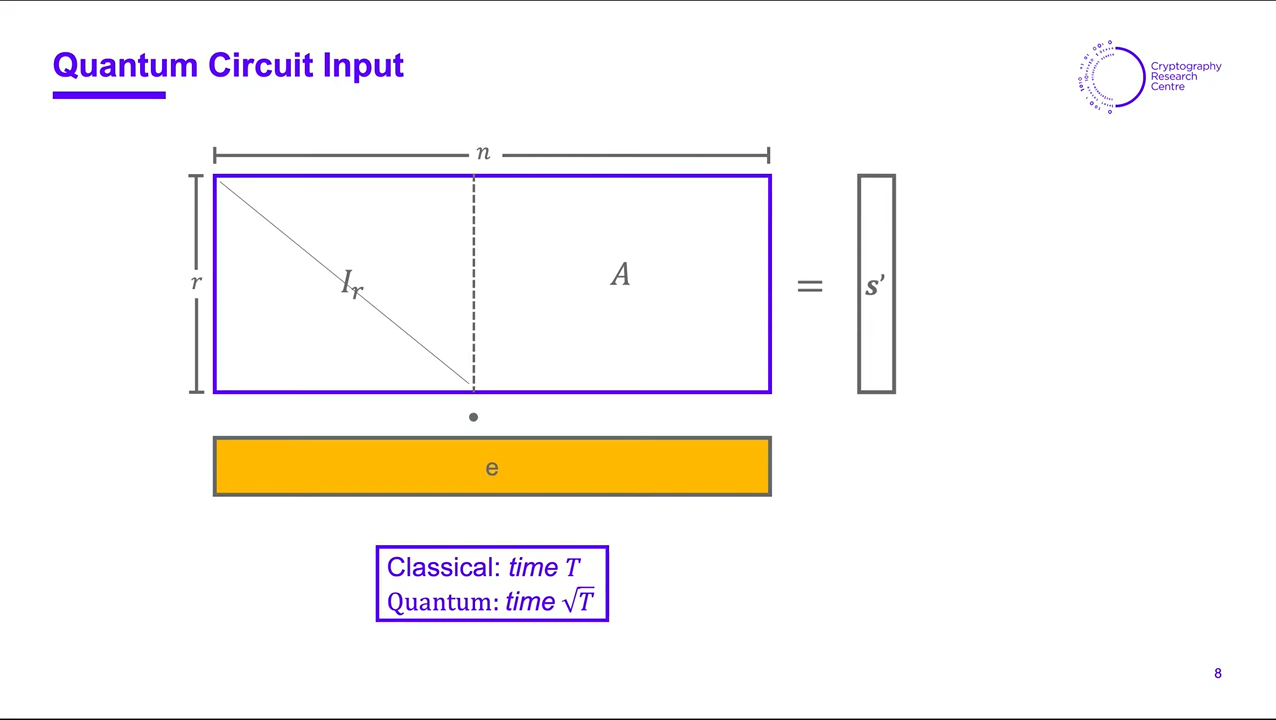 Quantum Circuit Input
Cryptography
Research
Centre
n
r
I_r
A
=
s’
•
e
Classical: time T
Quantum: time √T
8